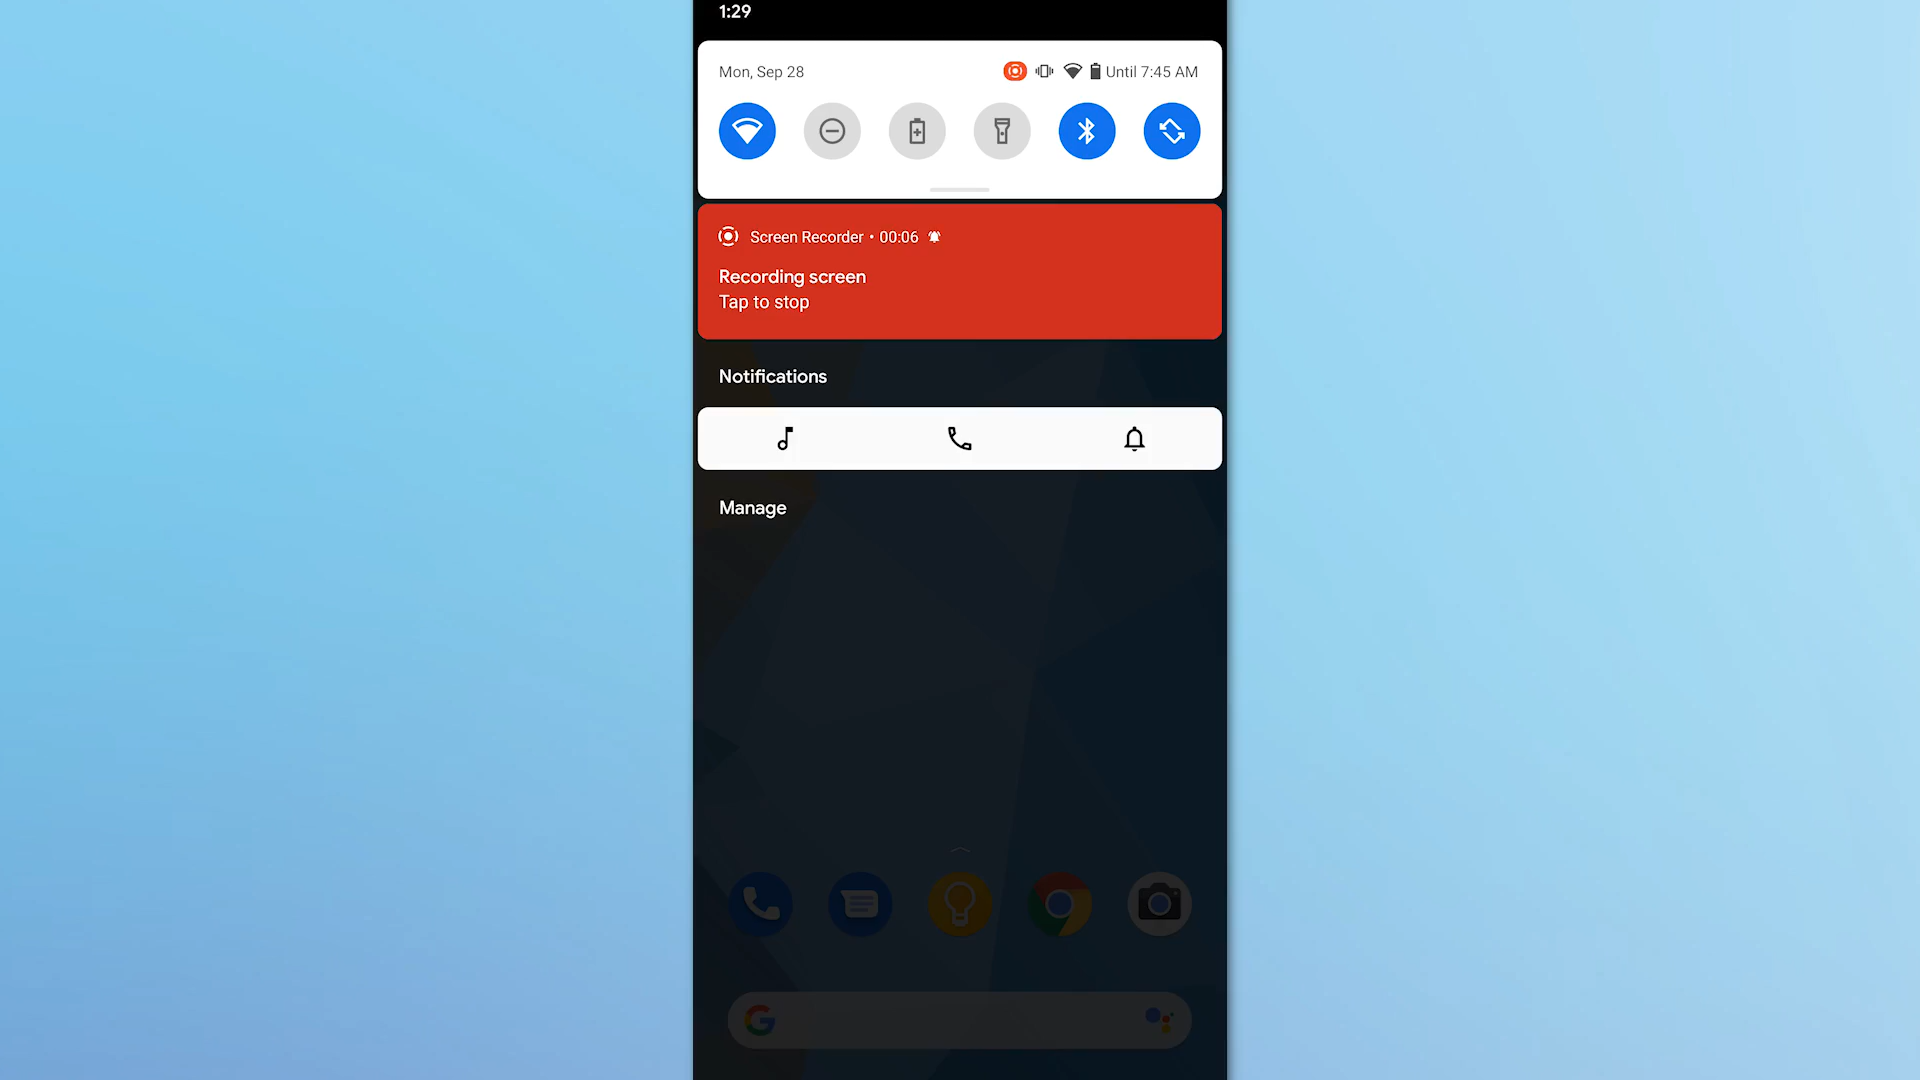 1:29
Mon, Sep 28
Until 7:45 AM
Screen Recorder • 00:06
Recording screen
Tap to stop
Notifications
Manage